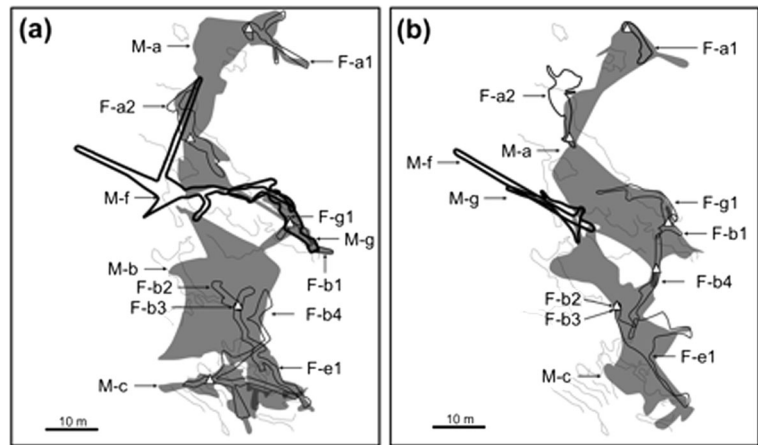 (a)
M-a
F-a1
F-a2
M-f
F-g1
M-g
F-b1
M-b
F-b2
F-b3
F-b4
F-e1
M-c
10 m
(b)
F-a1
F-a2
M-a
M-f
M-g
F-g1
F-b1
F-b4
F-b2
F-b3
F-e1
M-c
10 m